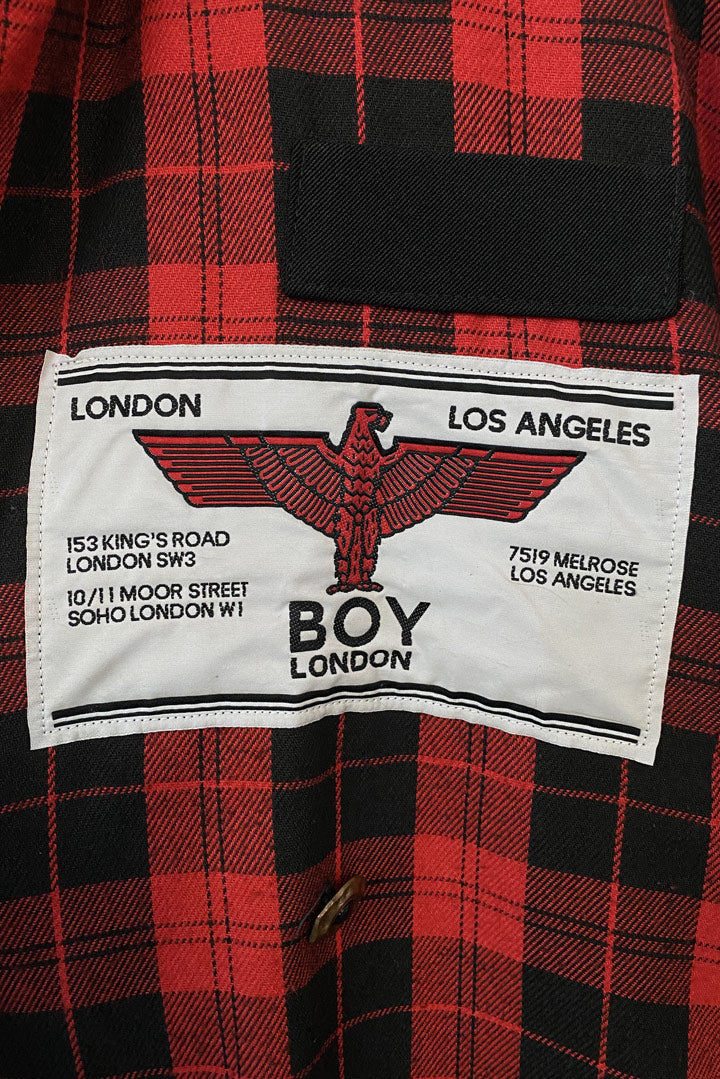 LONDON
LOS ANGELES
153 KING'S ROAD
LONDON SW3
10/11 MOOR STREET
SOHO LONDON W1
7519 MELROSE
LOS ANGELES
BOY
LONDON